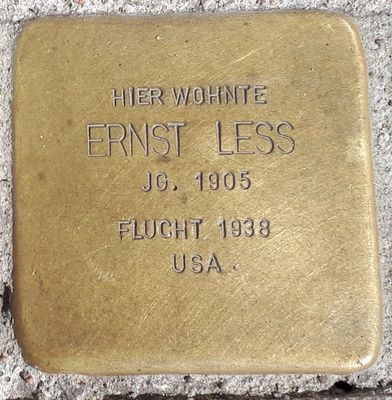 HIER WOHNTE
ERNST LESS
JG. 1905
FLUCHT 1938
USA